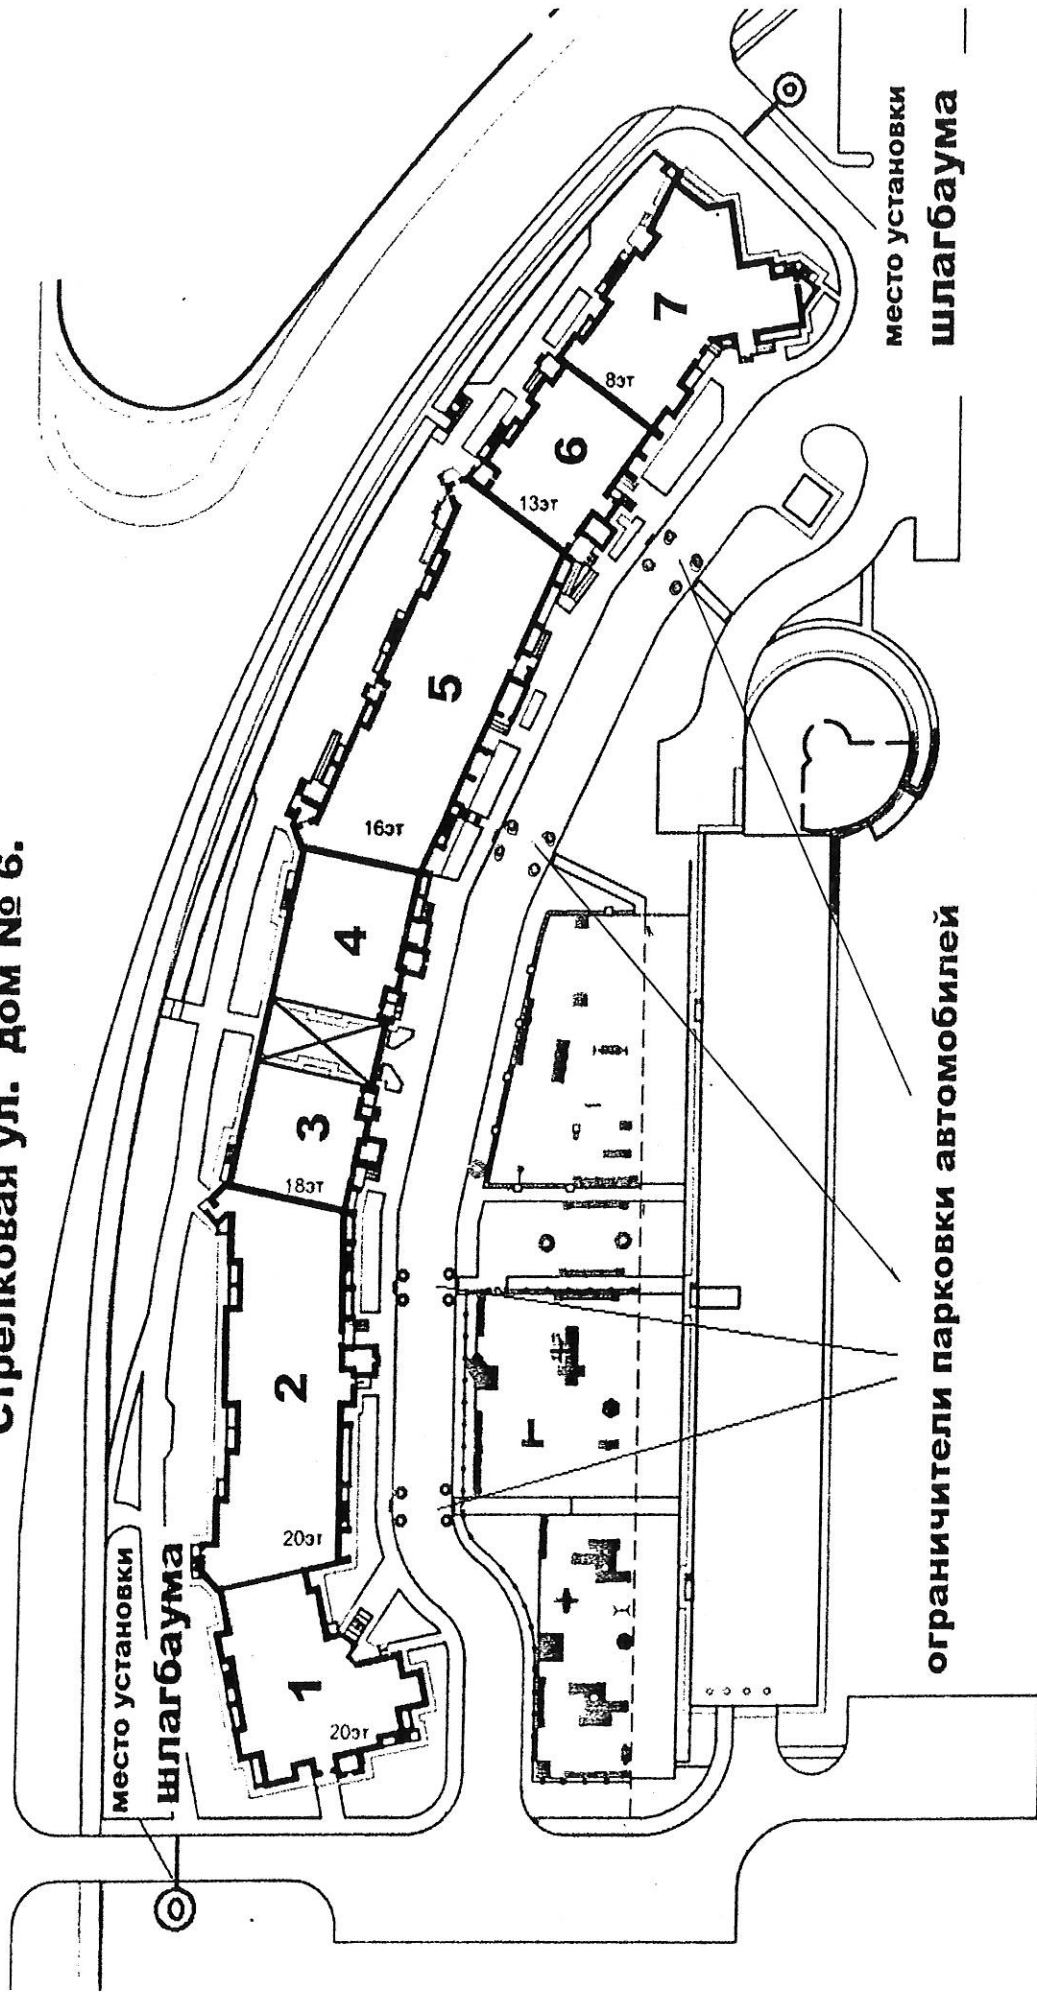 Стрелковая ул. дом № 6.
место установки
шлагбаума
1
20эт
2
20эт
3
18эт
4
5
16эт
6
13эт
7
8эт
место установки
шлагбаума
ограничители парковки автомобилей